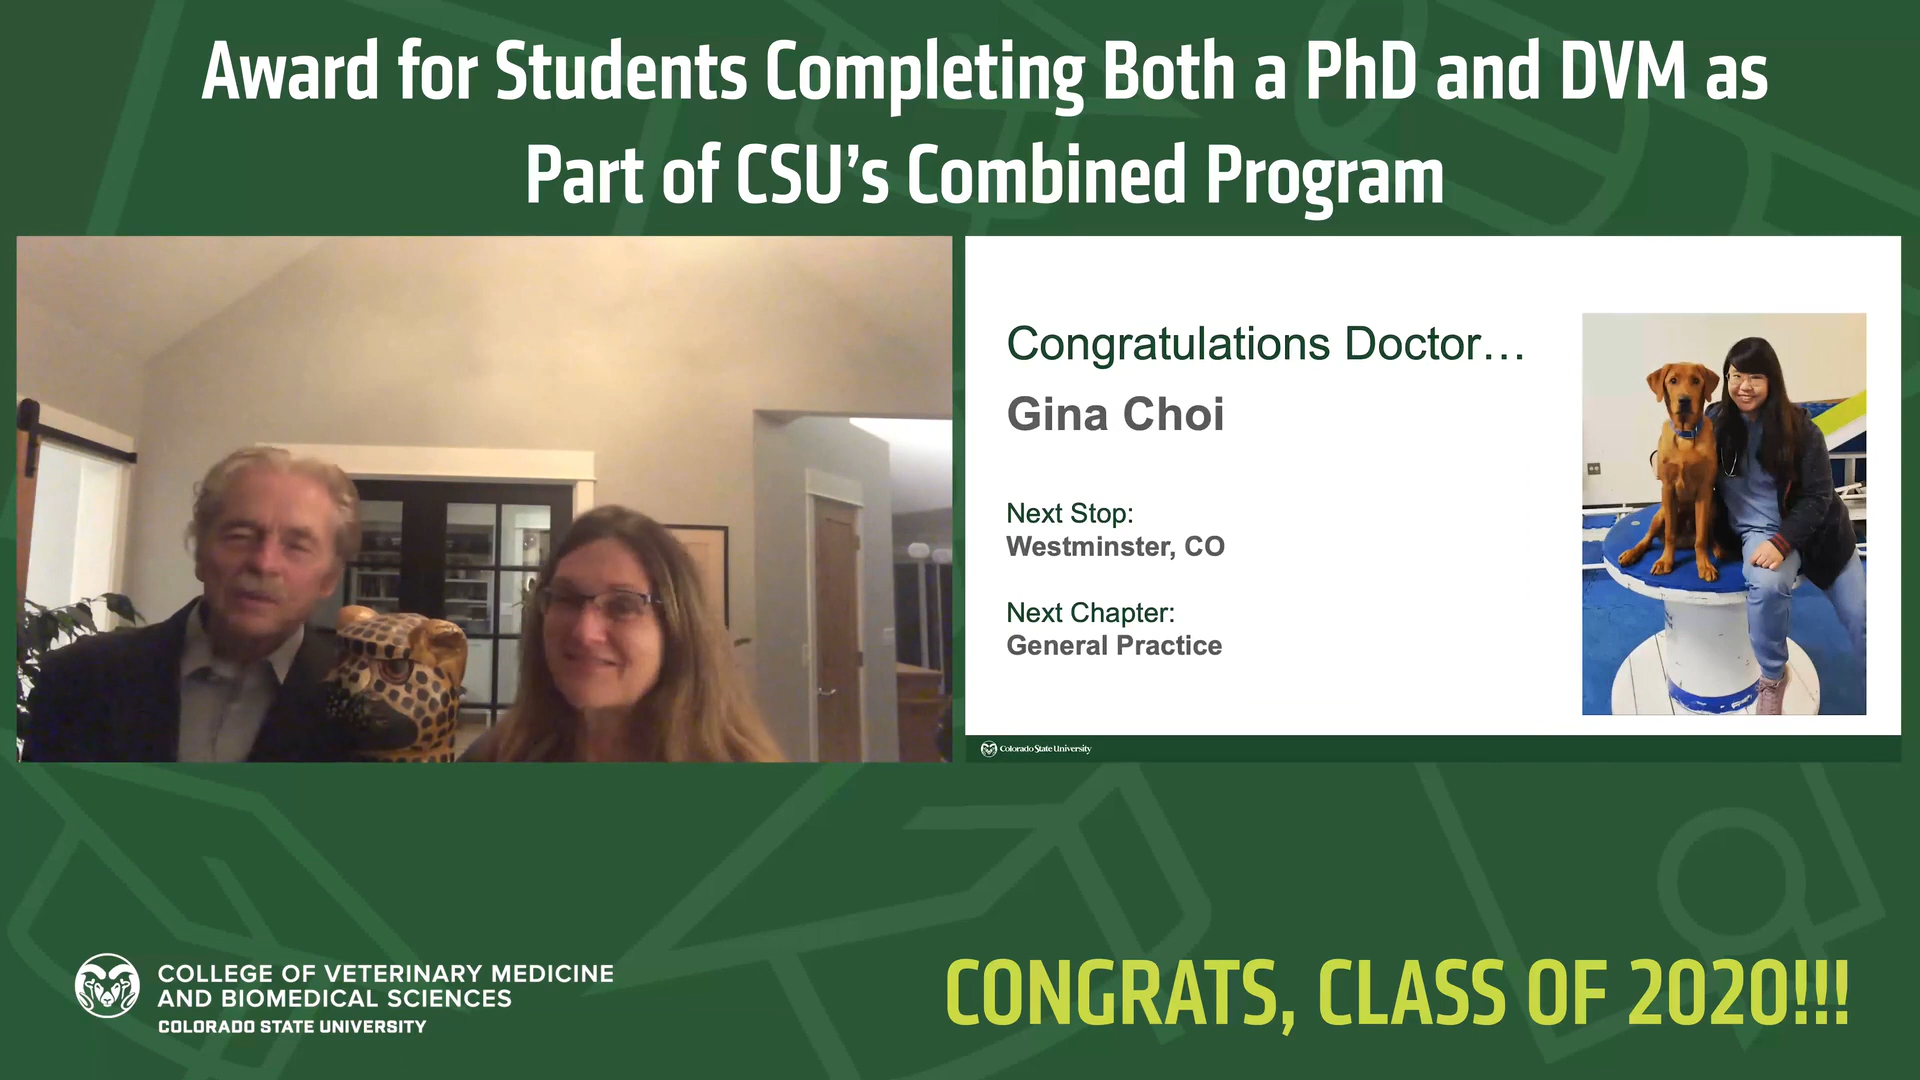 Award for Students Completing Both a PhD and DVM as
Part of CSU’s Combined Program
Congratulations Doctor…
Gina Choi
Next Stop:
Westminster, CO
Next Chapter:
General Practice
Colorado State University
COLLEGE OF VETERINARY MEDICINE
AND BIOMEDICAL SCIENCES
COLORADO STATE UNIVERSITY
CONGRATS, CLASS OF 2020!!!